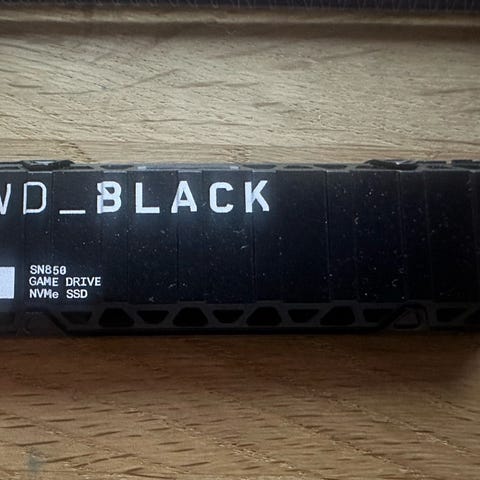 WD_BLACK
SN850
GAME DRIVE
NVMe SSD